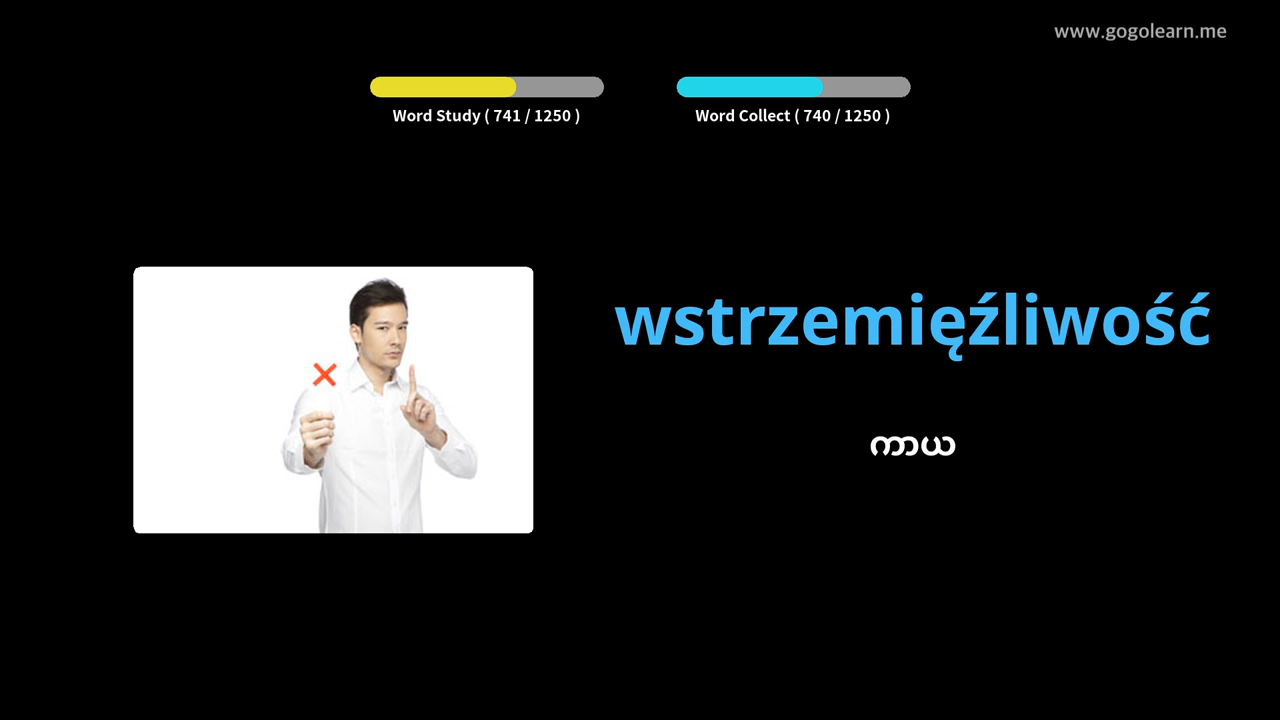 www.gogolearn.me
Word Study ( 741 / 1250 )
Word Collect ( 740 / 1250 )
wstrzemięźliwość
ကာယ